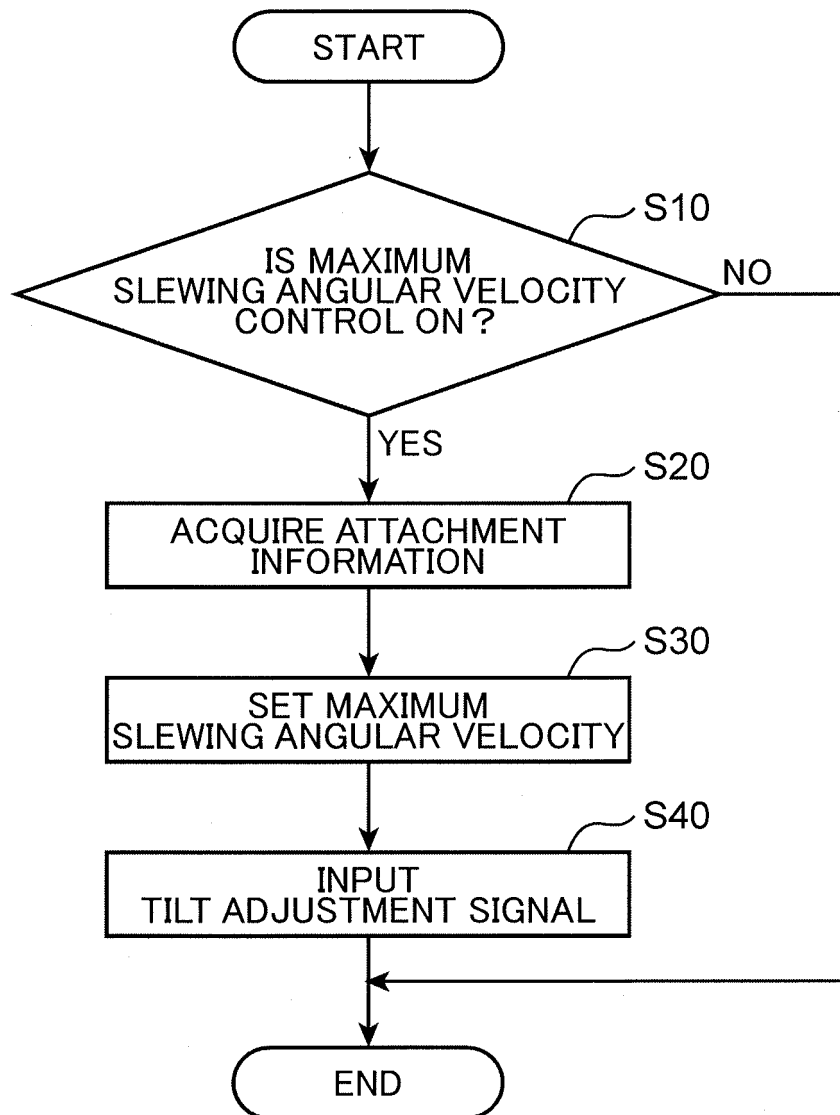 START
S10
IS MAXIMUM
SLEWING ANGULAR VELOCITY
CONTROL ON?
NO
YES
S20
ACQUIRE ATTACHMENT
INFORMATION
S30
SET MAXIMUM
SLEWING ANGULAR VELOCITY
S40
INPUT
TILT ADJUSTMENT SIGNAL
END